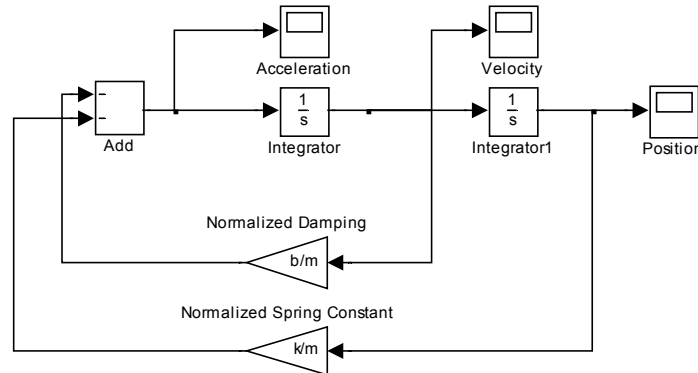 Acceleration
Velocity
−
−
Add
1
s
Integrator
1
s
Integrator1
Position
Normalized Damping
b/m
Normalized Spring Constant
k/m